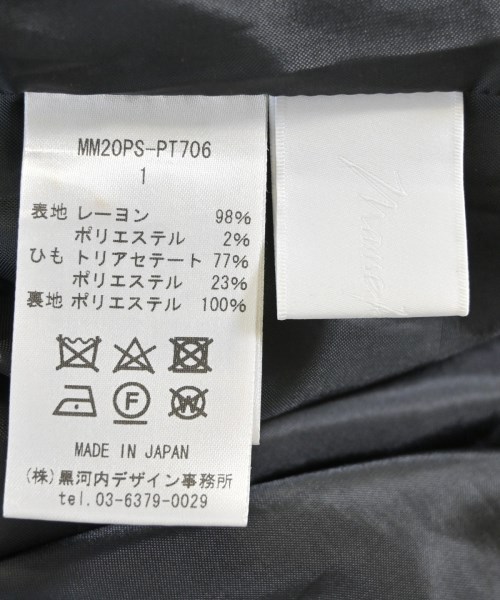 MM20PS-PT706
1
表地 レーヨン 98%
ポリエステル 2%
ひも トリアセテート 77%
ポリエステル 23%
裏地 ポリエステル 100%
F
W
MADE IN JAPAN
(株)黒河内デザイン事務所
tel.03-6379-0029